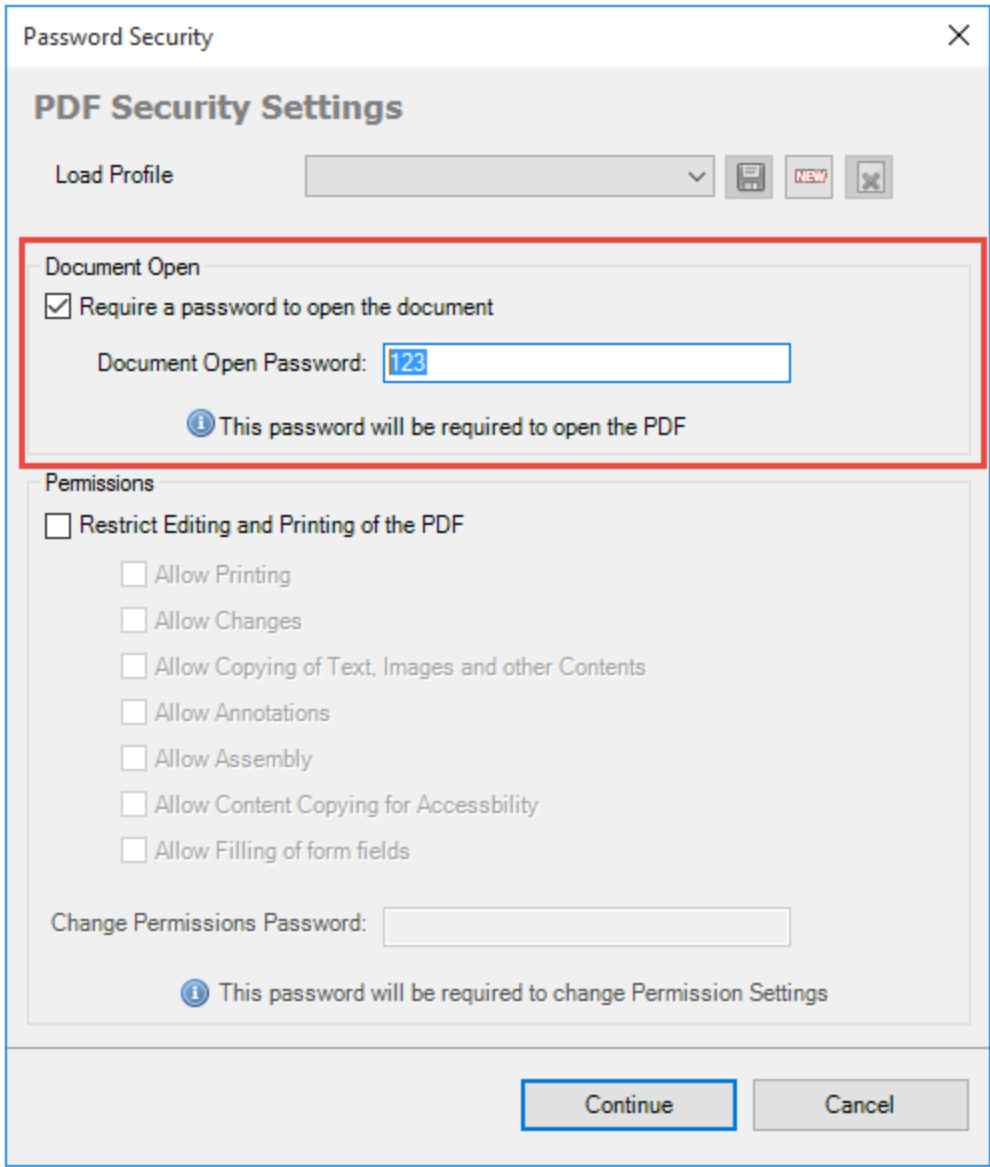 Password Security
PDF Security Settings
Load Profile
NEW
Document Open
Require a password to open the document
Document Open Password: 123
This password will be required to open the PDF
Permissions
Restrict Editing and Printing of the PDF
Allow Printing
Allow Changes
Allow Copying of Text, Images and other Contents
Allow Annotations
Allow Assembly
Allow Content Copying for Accessbility
Allow Filling of form fields
Change Permissions Password:
This password will be required to change Permission Settings
Continue Cancel